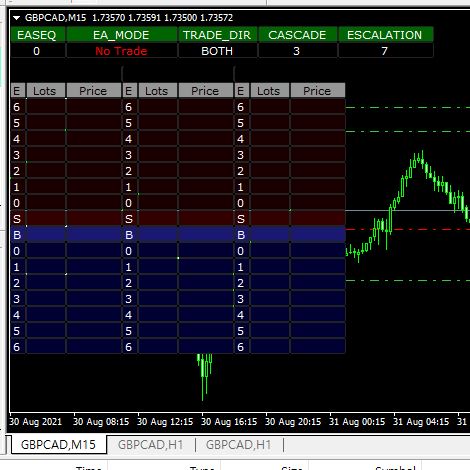 GBPCAD,M15 1.73570 1.73591 1.73500 1.73572
EASEQ EA_MODE TRADE_DIR CASCADE ESCALATION
0 No Trade BOTH 3 7
E Lots Price E Lots Price E Lots Price
6 6 6
5 5 5
4 4 4
3 3 3
2 2 2
1 1 1
0 0 0
S S S
B B B
0 0 0
1 1 1
2 2 2
3 3 3
4 4 4
5 5 5
6 6 6
30 Aug 2021 30 Aug 08:15 30 Aug 12:15 30 Aug 16:15 30 Aug 20:15 31 Aug 00:15 31 Aug 04:15 31
GBPCAD,M15 GBPCAD,H1 GBPCAD,H1
Time Type Size Symbol